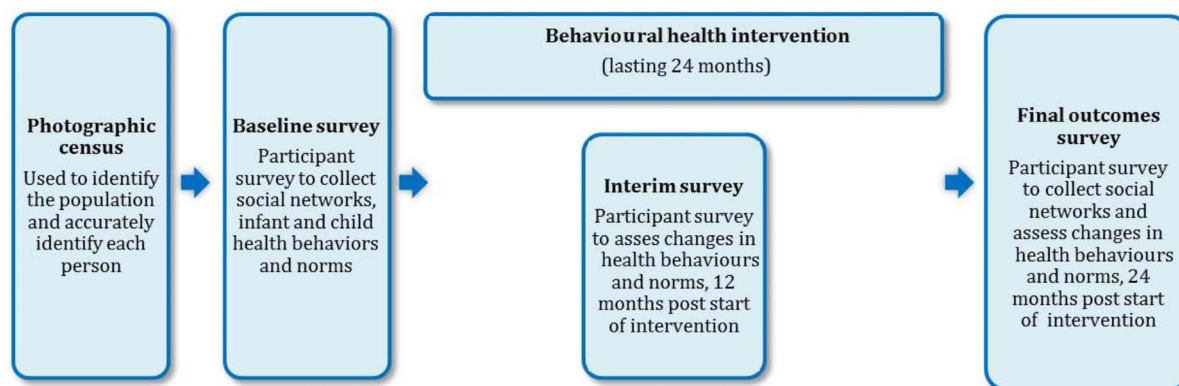 Photographic
census
Used to identify
the population
and accurately
identify each
person
Baseline survey
Participant
survey to collect
social networks,
infant and child
health behaviors
and norms
Behavioural health intervention
(lasting 24 months)
Interim survey
Participant survey
to asses changes in
health behaviours
and norms, 12
months post start
of intervention
Final outcomes
survey
Participant survey
to collect social
networks and
assess changes in
health behaviours
and norms, 24
months post start
of intervention